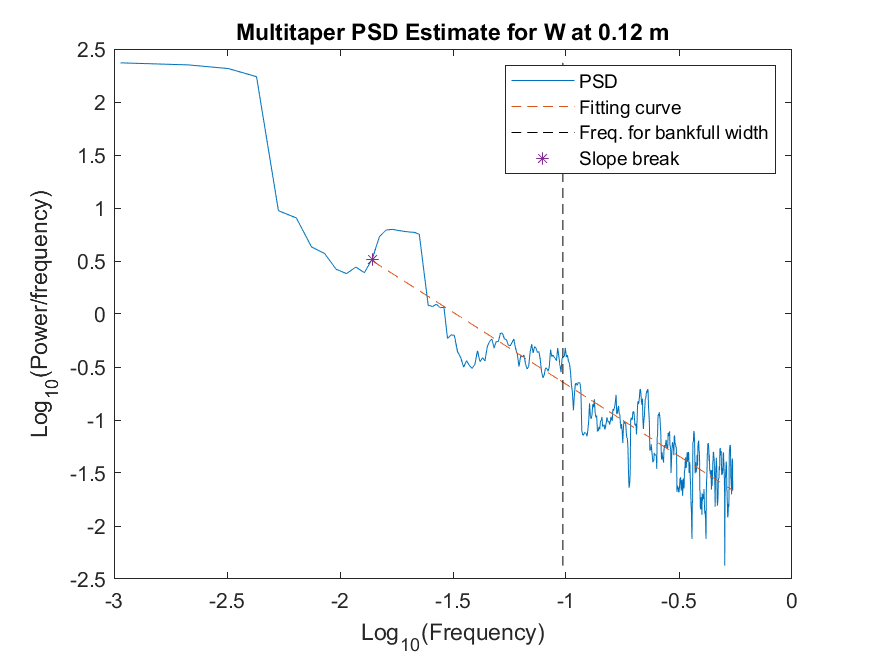 Multitaper PSD Estimate for W at 0.12 m
2.5
2
1.5
1
0.5
0
-0.5
-1
-1.5
-2
-2.5
Log10(Power/frequency)
PSD
Fitting curve
Freq. for bankfull width
Slope break
-3 -2.5 -2 -1.5 -1 -0.5 0
Log10(Frequency)